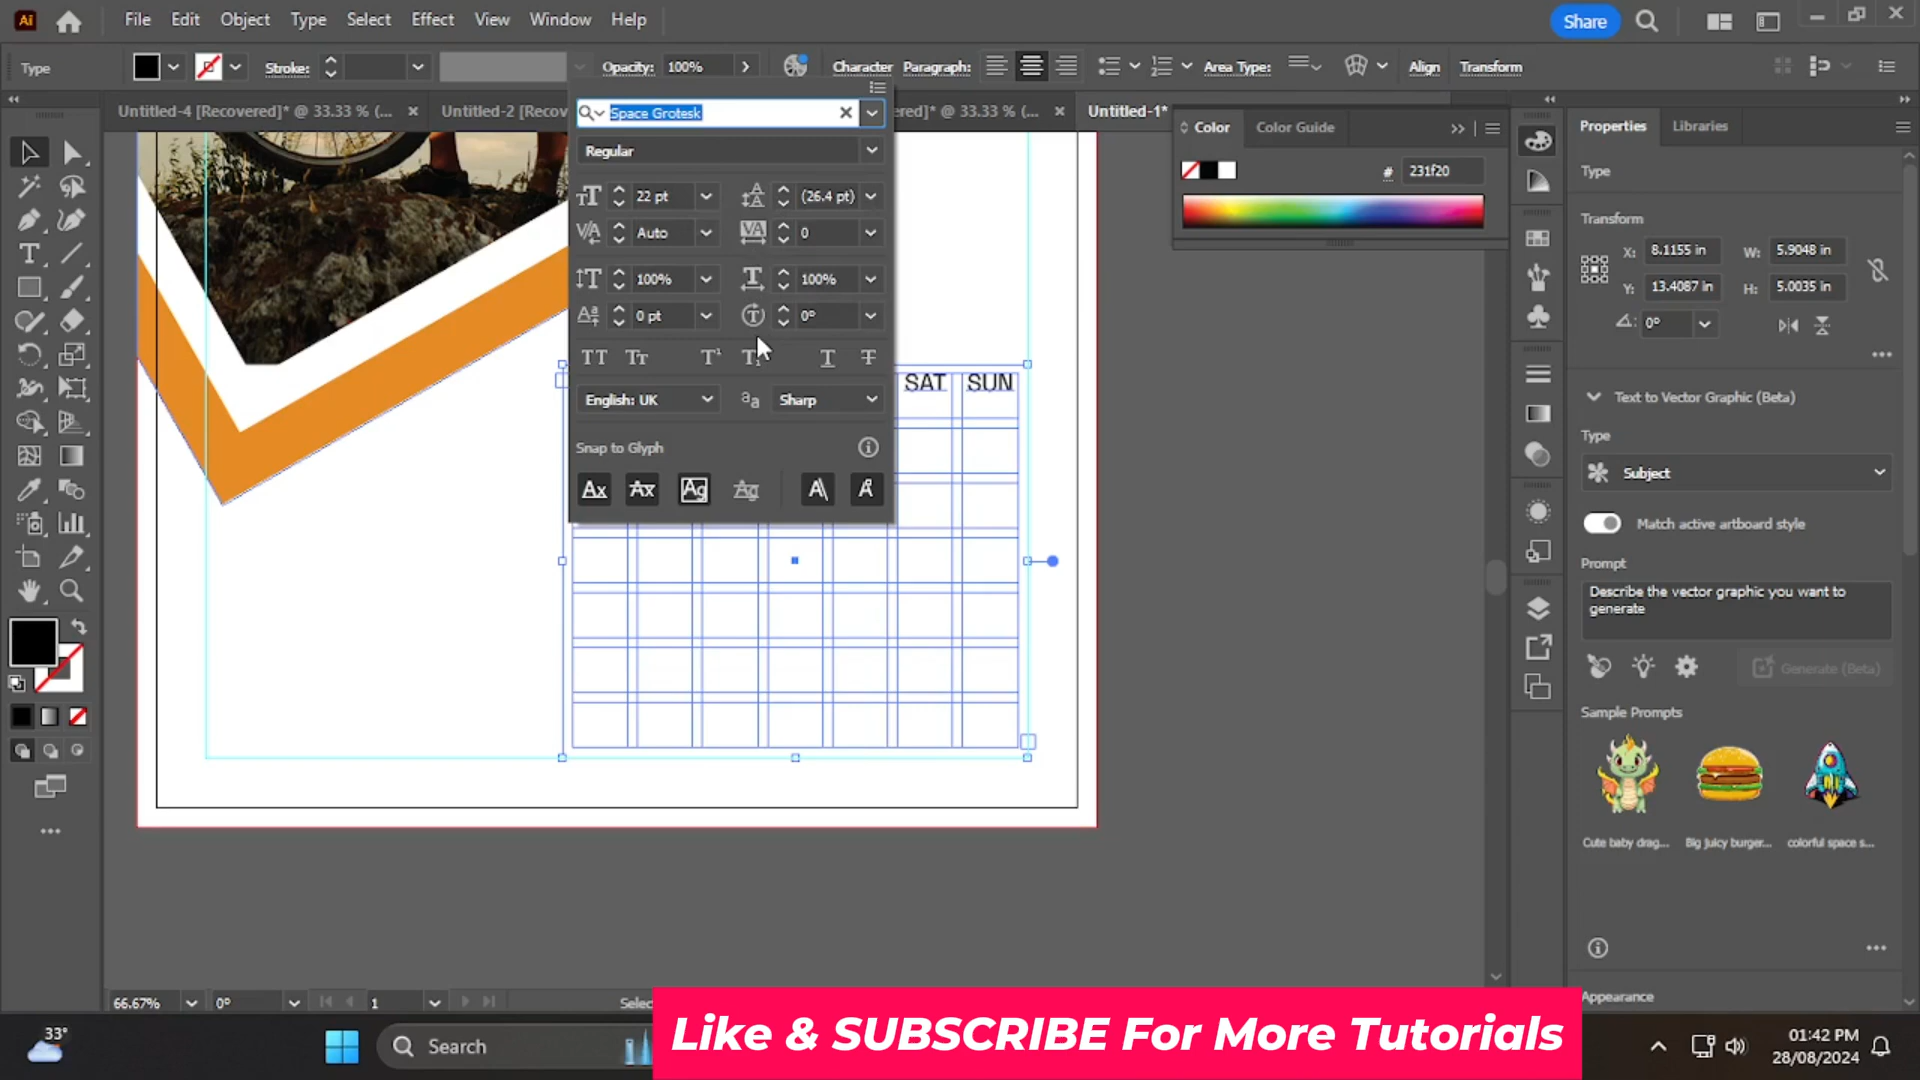 Ai
File
Edit
Object
Type
Select
Effect
View
Window
Help
Share
Type
Stroke:
Opacity:
100%
Character
Paragraph:
Area Type:
Align
Transform
Untitled-4 [Recovered]* @ 33.33 % (...
Untitled-2 [Recov
ered]* @ 33.33 % (...
Untitled-1*
Space Grotesk
Regular
22 pt
(26.4 pt)
Auto
0
100%
100%
0 pt
0°
English: UK
Sharp
Snap to Glyph
SAT
SUN
Color
Color Guide
# 231f20
Properties
Libraries
Type
Transform
X: 8.1155 in
W: 5.9048 in
Y: 13.4087 in
H: 5.0035 in
0°
Text to Vector Graphic (Beta)
Type
Subject
Match active artboard style
Prompt
Describe the vector graphic you want to
generate
Generate (Beta)
Sample Prompts
Cute baby drag...
Big juicy burger...
colorful space s...
Appearance
66.67%
0°
1
Selec
33°
Search
Like & SUBSCRIBE For More Tutorials
01:42 PM
28/08/2024